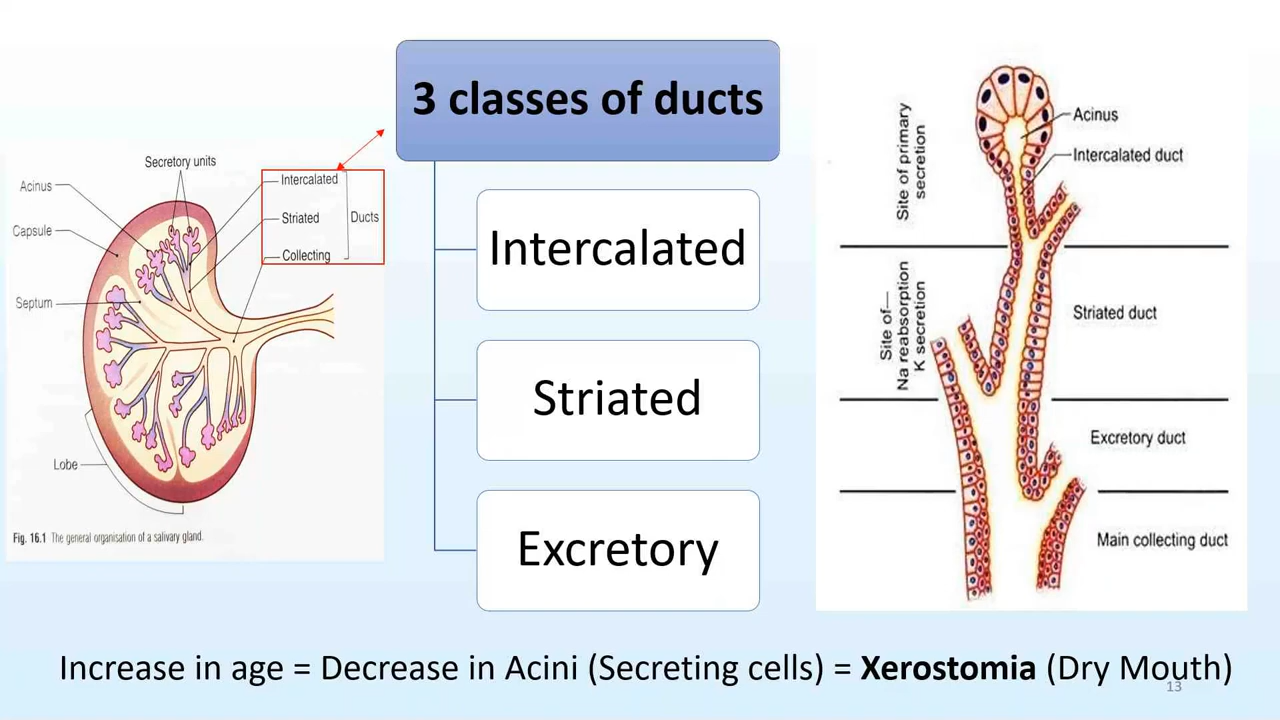 3 classes of ducts
Secretory units
Acinus
Capsule
Septum
Lobe
Intercalated
Striated
Collecting
Ducts
Fig. 16.1 The general organisation of a salivary gland.
Intercalated
Striated
Excretory
Site of primary
secretion
Site of—
Na reabsorption
K secretion
Acinus
Intercalated duct
Striated duct
Excretory duct
Main collecting duct
Increase in age = Decrease in Acini (Secreting cells) = Xerostomia (Dry Mouth)
13